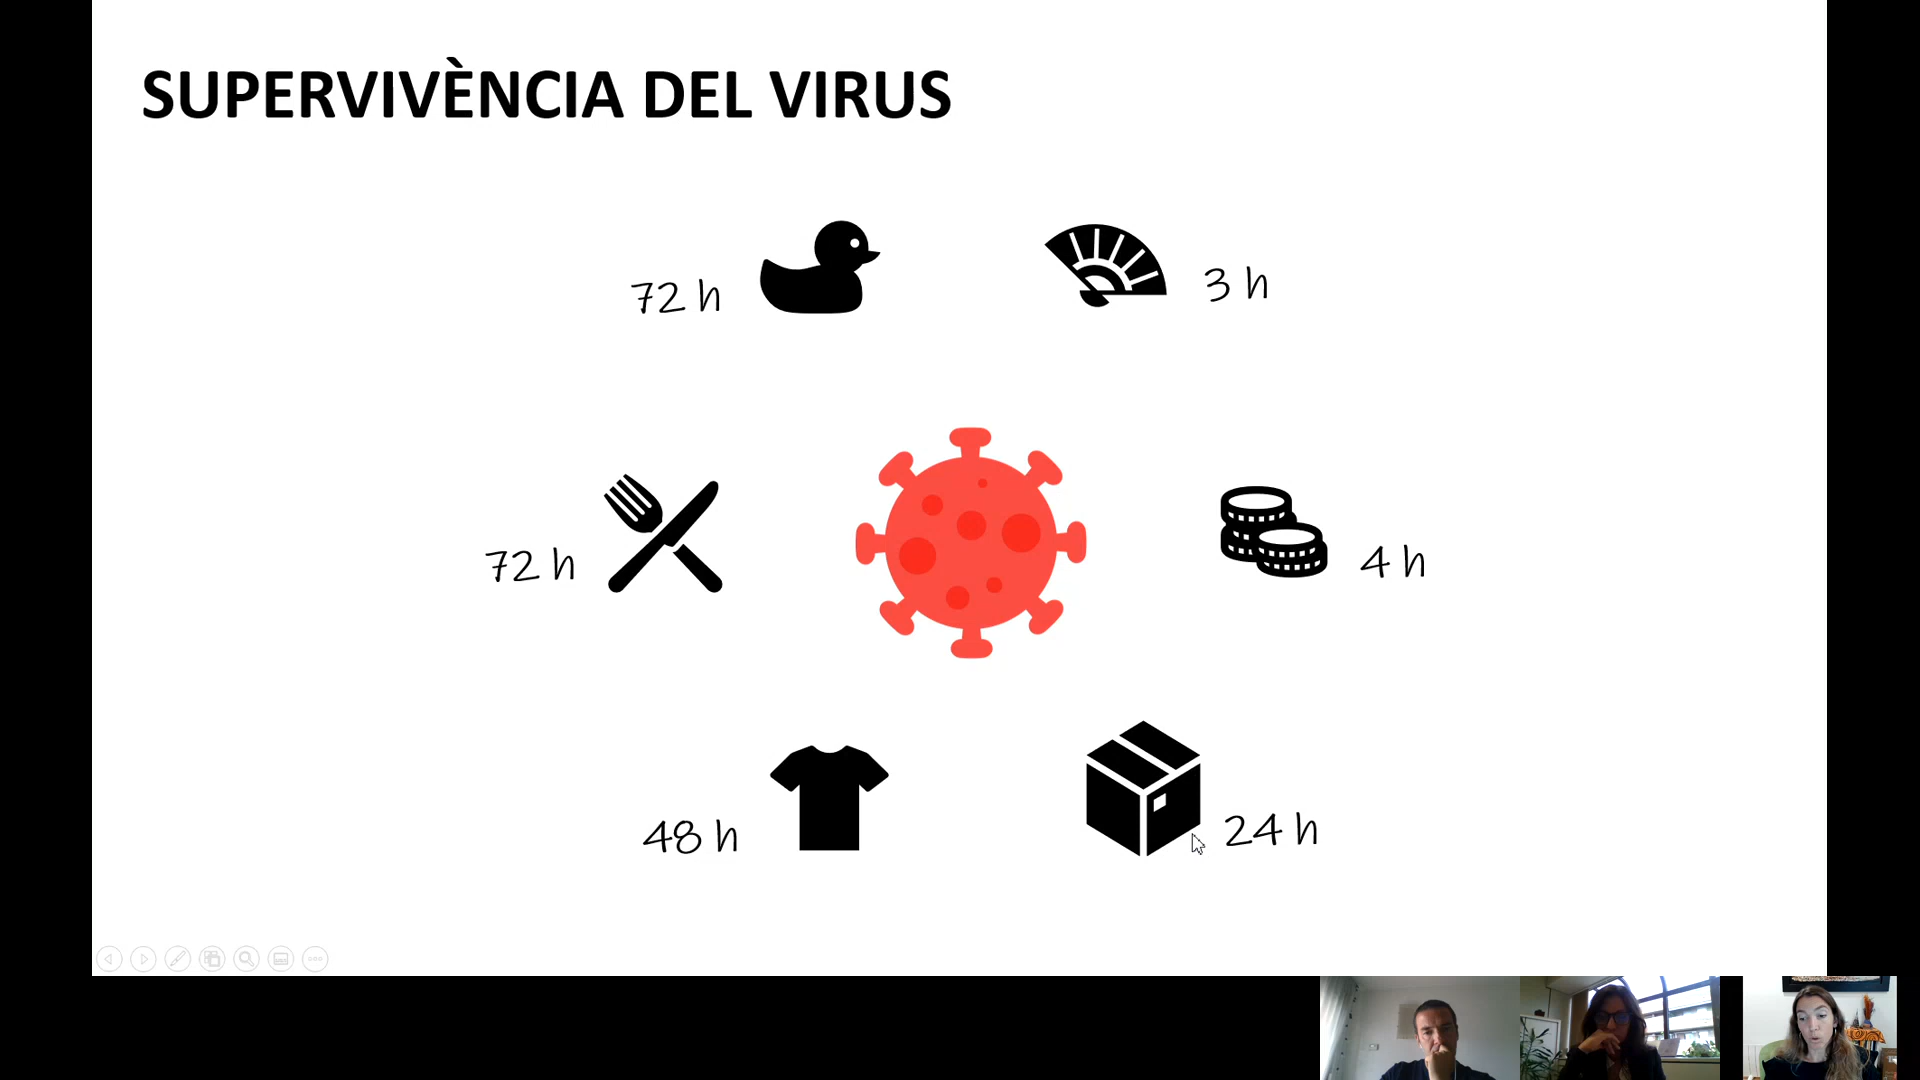 SUPERVIVÈNCIA DEL VIRUS
72 h
3 h
72 h
4 h
48 h
24 h